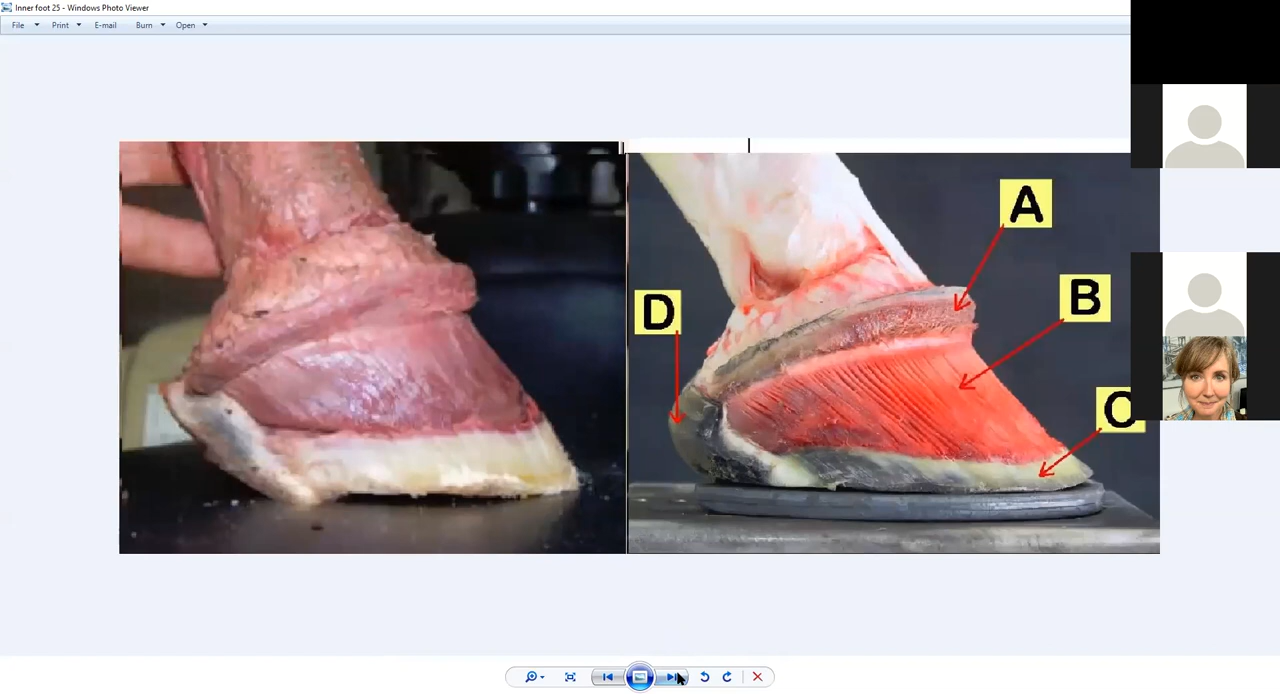 Inner foot 25 - Windows Photo Viewer
File Print E-mail Burn Open
A
B
D
C